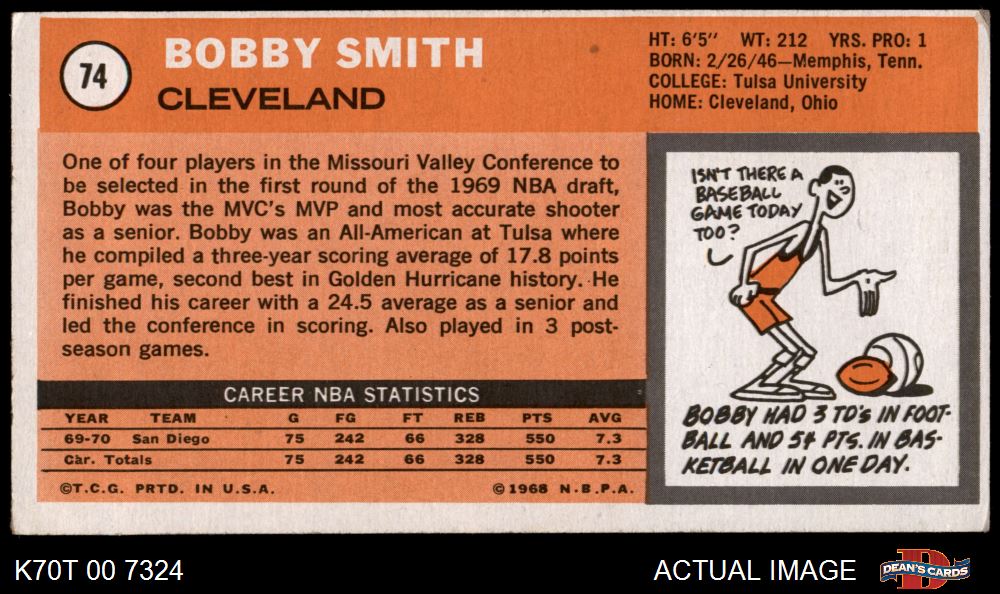 74
BOBBY SMITH
CLEVELAND
HT: 6'5" WT: 212 YRS. PRO: 1
BORN: 2/26/46—Memphis, Tenn.
COLLEGE: Tulsa University
HOME: Cleveland, Ohio
One of four players in the Missouri Valley Conference to
be selected in the first round of the 1969 NBA draft,
Bobby was the MVC's MVP and most accurate shooter
as a senior. Bobby was an All-American at Tulsa where
he compiled a three-year scoring average of 17.8 points
per game, second best in Golden Hurricane history. He
finished his career with a 24.5 average as a senior and
led the conference in scoring. Also played in 3 post-
season games.
CAREER NBA STATISTICS
YEAR TEAM G FG FT REB PTS AVG
69-70 San Diego 75 242 66 328 550 7.3
Car. Totals 75 242 66 328 550 7.3
©T.C.G. PRTD. IN U.S.A. ©1968 N.B.P.A.
ISN'T THERE A
BASEBALL
GAME TODAY
TOO?
BOBBY HAD 3 TD'S IN FOOT-
BALL AND 54 PTS. IN BAS-
KETBALL IN ONE DAY.
K70T 00 7324
ACTUAL IMAGE
D
DEAN'S CARDS